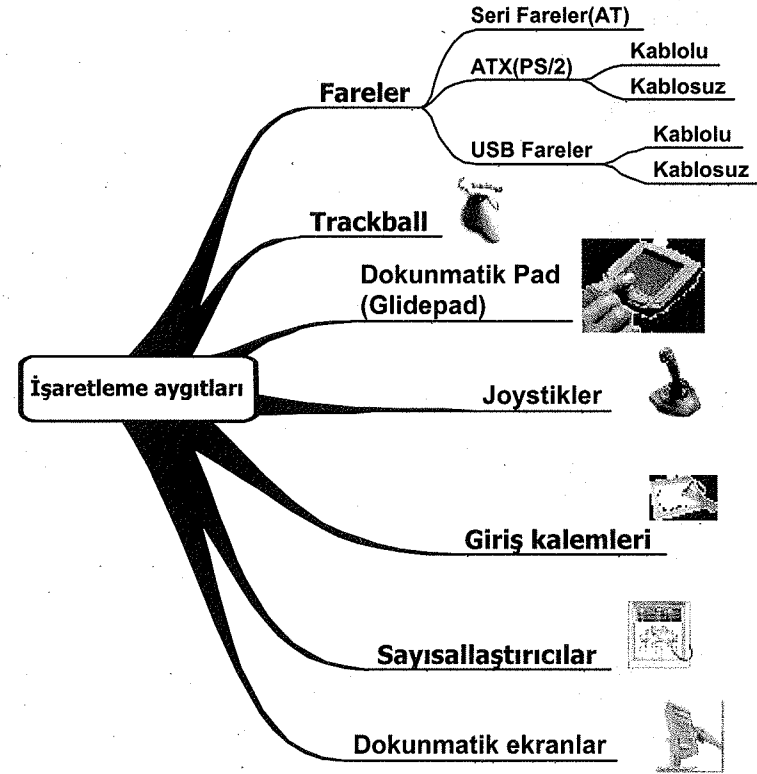 Seri Fareler(AT)
ATX(PS/2)
Kablolu
Kablosuz
Fareler
USB Fareler
Kablolu
Kablosuz
Trackball
Dokunmatik Pad
(Glidepad)
İşaretleme aygıtları
Joystikler
Giriş kalemleri
Sayısallaştırıcılar
Dokunmatik ekranlar